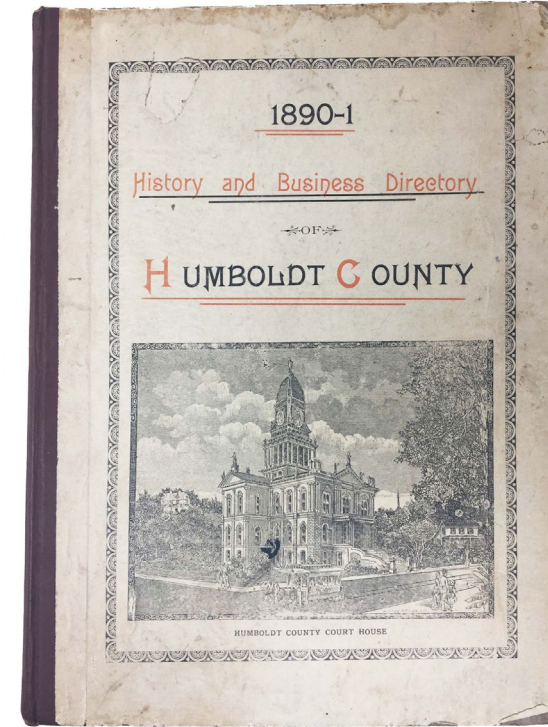 1890-1
History and Business Directory
OF
HUMBOLDT COUNTY
HUMBOLDT COUNTY COURT HOUSE